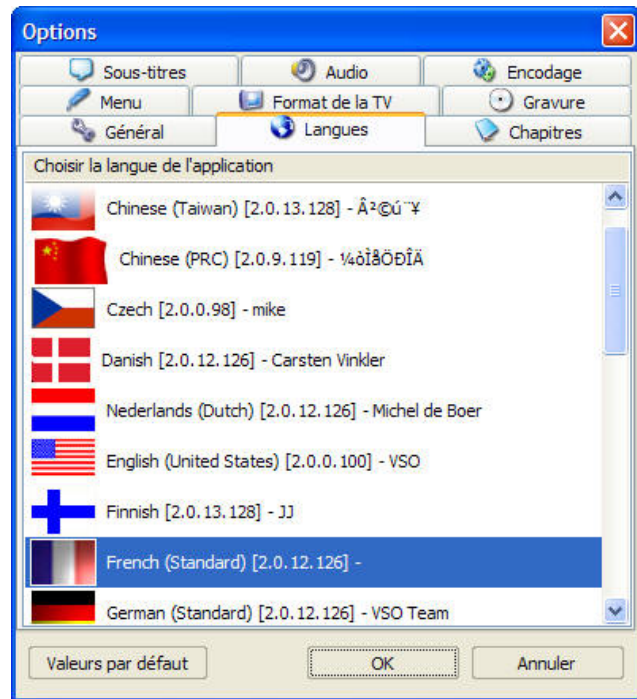 Options
Sous-titres
Audio
Encodage
Menu
Format de la TV
Gravure
Général
Langues
Chapitres
Choisir la langue de l'application
Chinese (Taiwan) [2.0.13.128] - Â²©ú¨¥
Chinese (PRC) [2.0.9.119] - ¼òÌåÖÐÎÄ
Czech [2.0.0.98] - mike
Danish [2.0.12.126] - Carsten Vinkler
Nederlands (Dutch) [2.0.12.126] - Michel de Boer
English (United States) [2.0.0.100] - VSO
Finnish [2.0.13.128] - JJ
French (Standard) [2.0.12.126] -
German (Standard) [2.0.12.126] - VSO Team
Valeurs par défaut
OK
Annuler